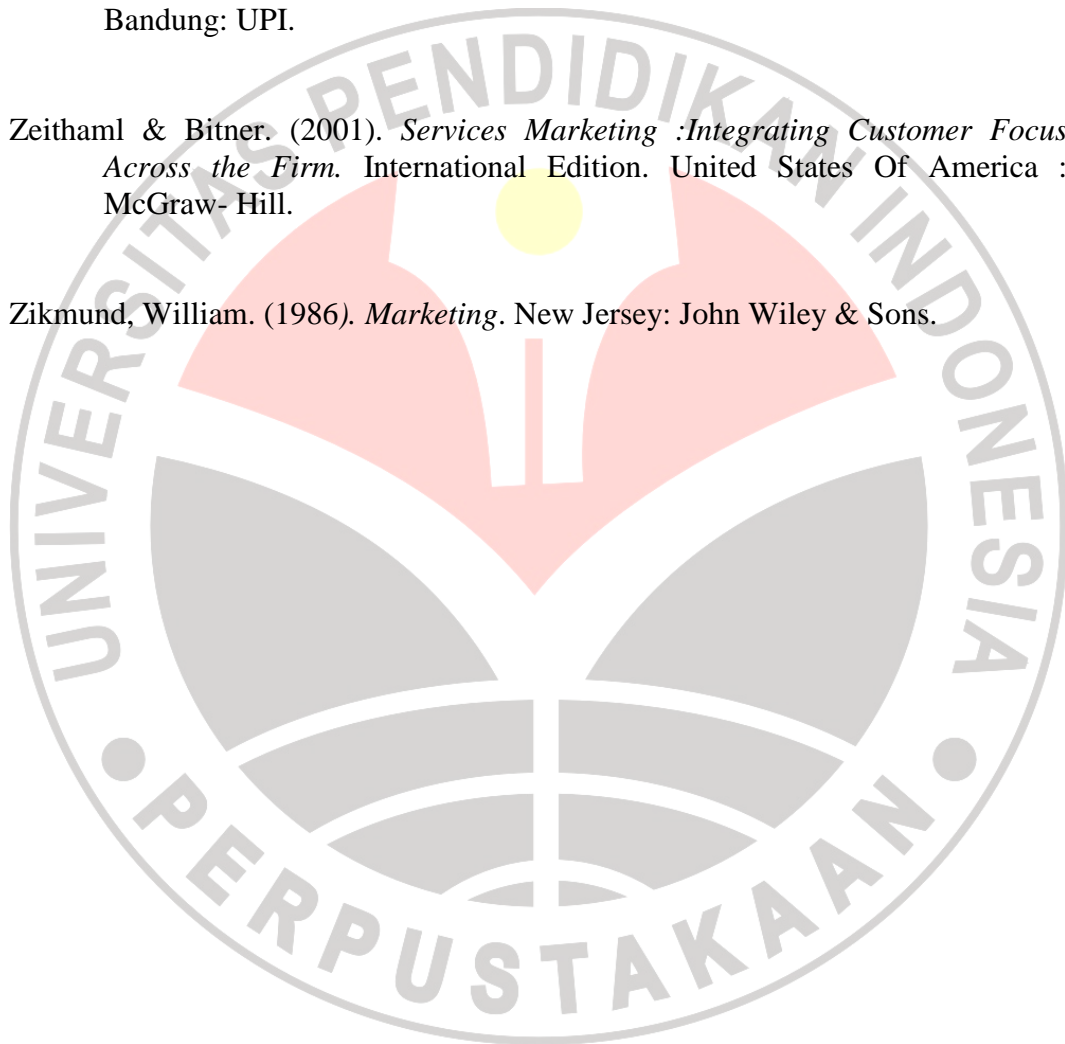 Bandung: UPI.
Zeithaml & Bitner. (2001). Services Marketing :Integrating Customer Focus
Across the Firm. International Edition. United States Of America :
McGraw- Hill.
Zikmund, William. (1986). Marketing. New Jersey: John Wiley & Sons.
UNIVERSITAS PENDIDIKAN INDONESIA
PERPUSTAKAAN